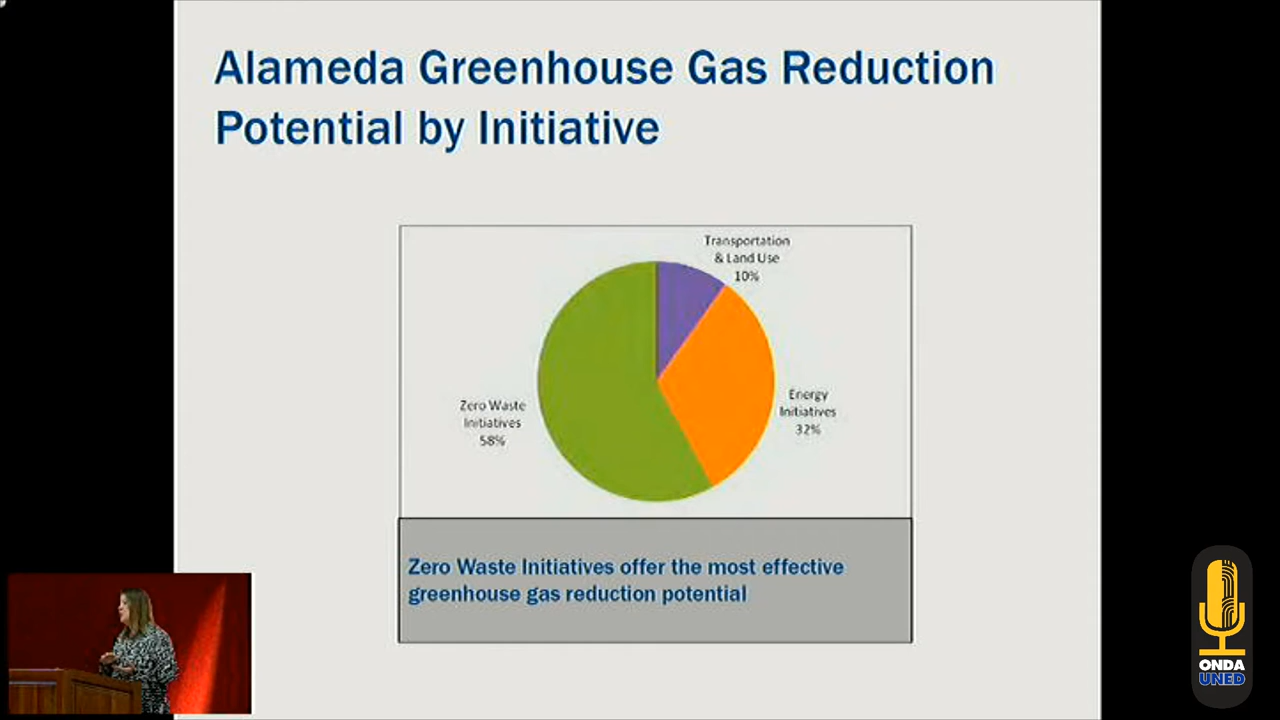 Alameda Greenhouse Gas Reduction
Potential by Initiative
Transportation
& Land Use
10%
Energy
Initiatives
32%
Zero Waste
Initiatives
58%
Zero Waste Initiatives offer the most effective
greenhouse gas reduction potential
ONDA
UNED